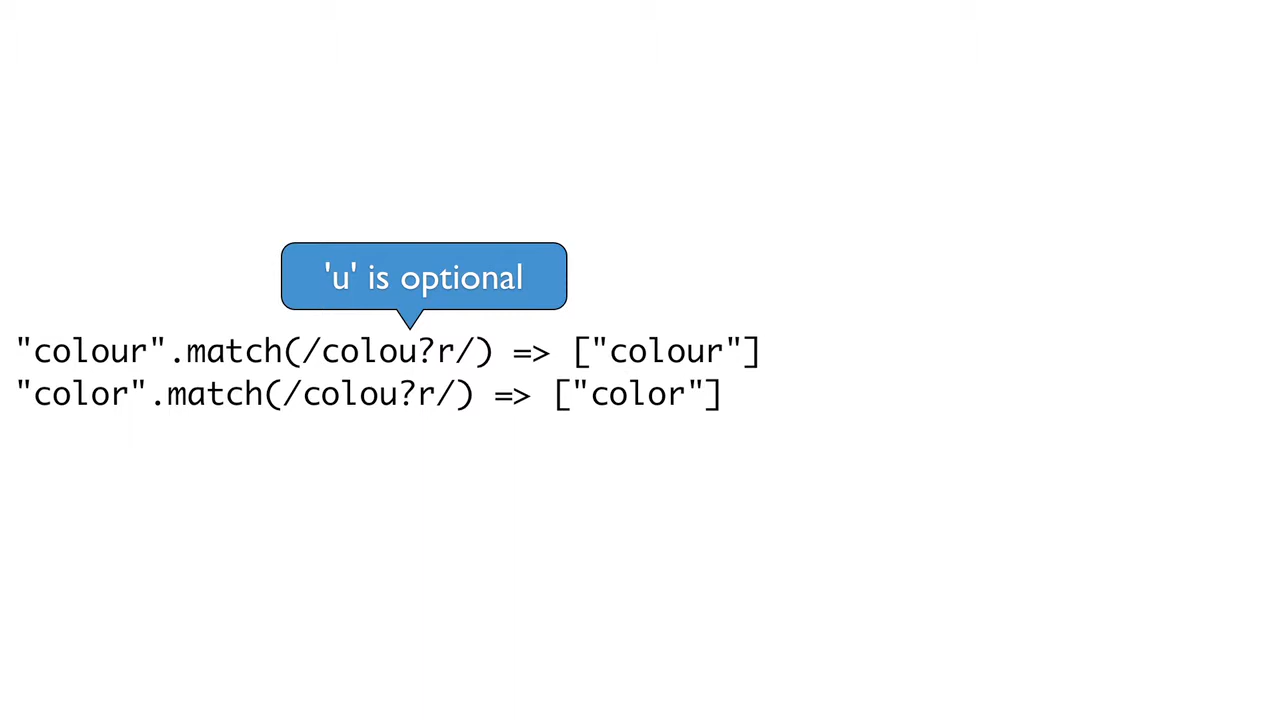 'u' is optional
"colour".match(/colou?r/) => ["colour"]
"color".match(/colou?r/) => ["color"]